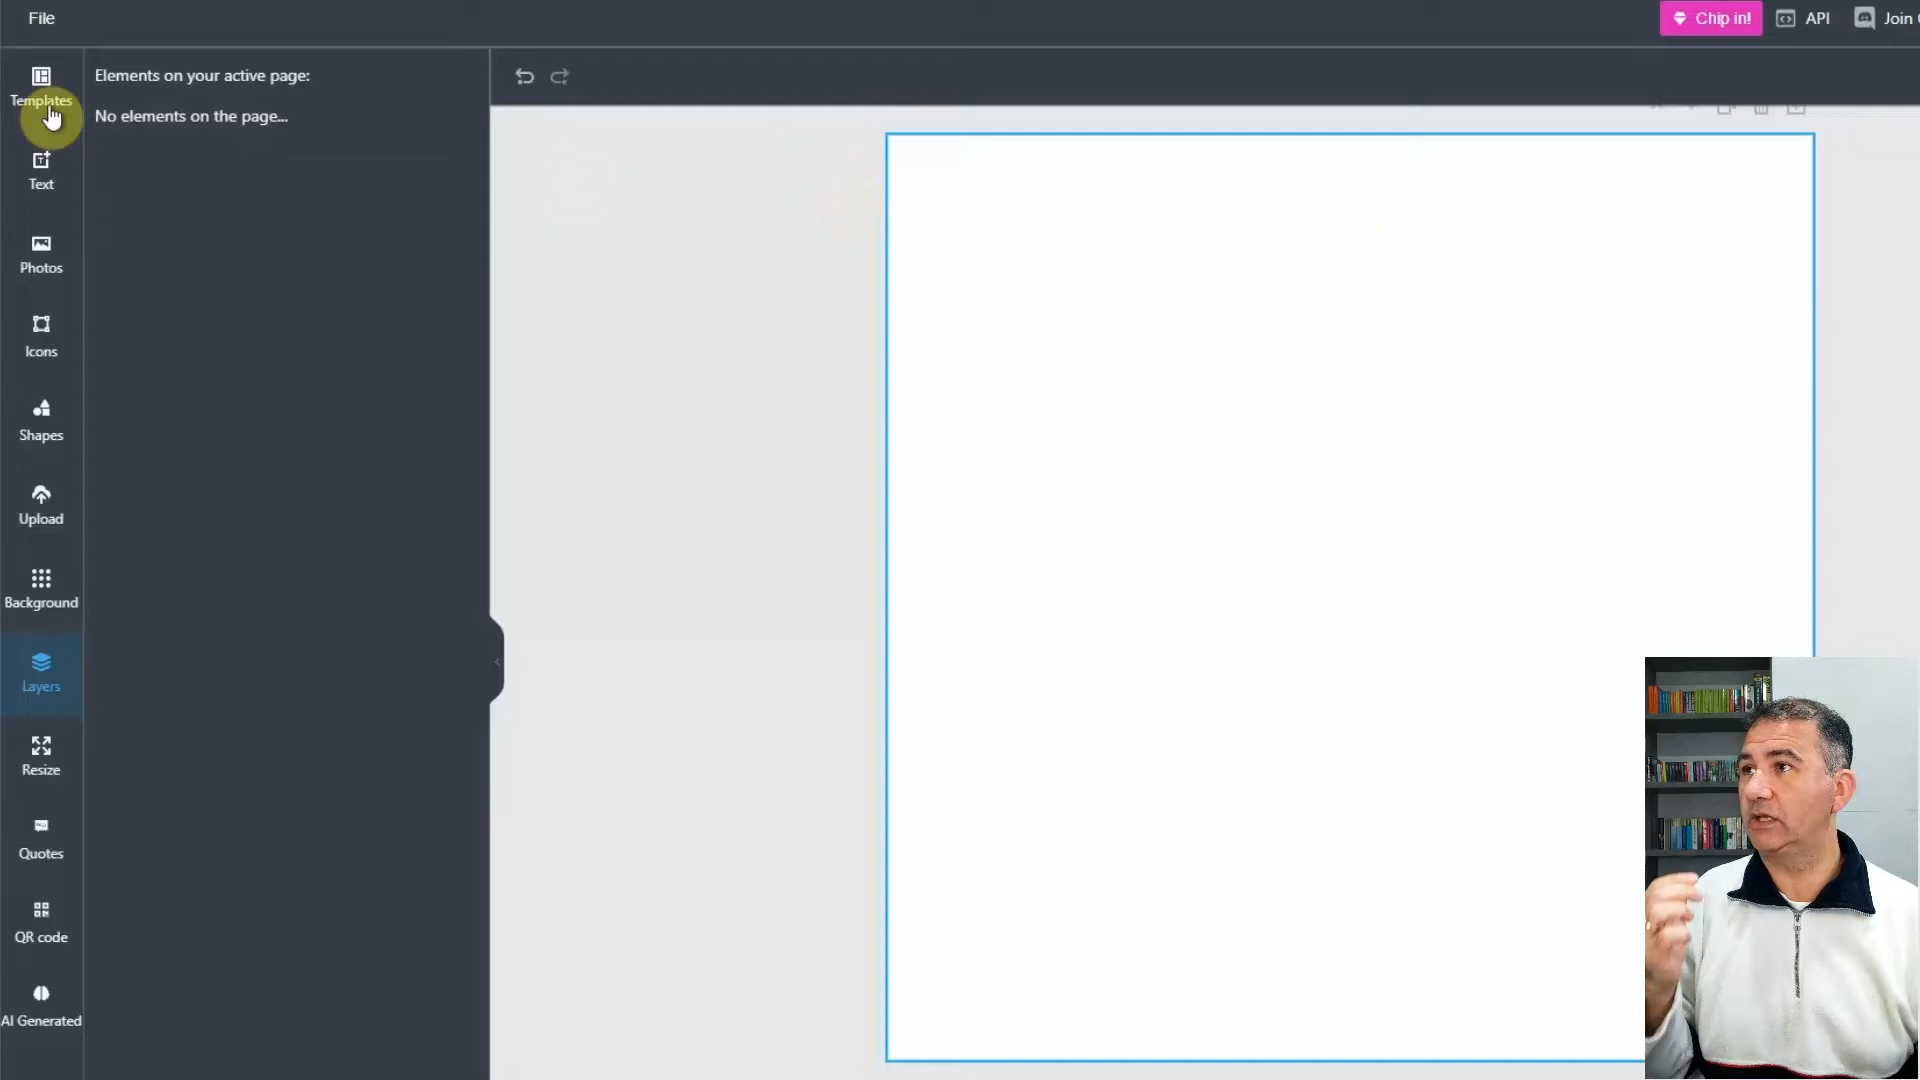 File
Chip in!
API
Join
Templates
Elements on your active page:
No elements on the page...
Text
Photos
Icons
Shapes
Upload
Background
Layers
Resize
Quotes
QR code
AI Generated